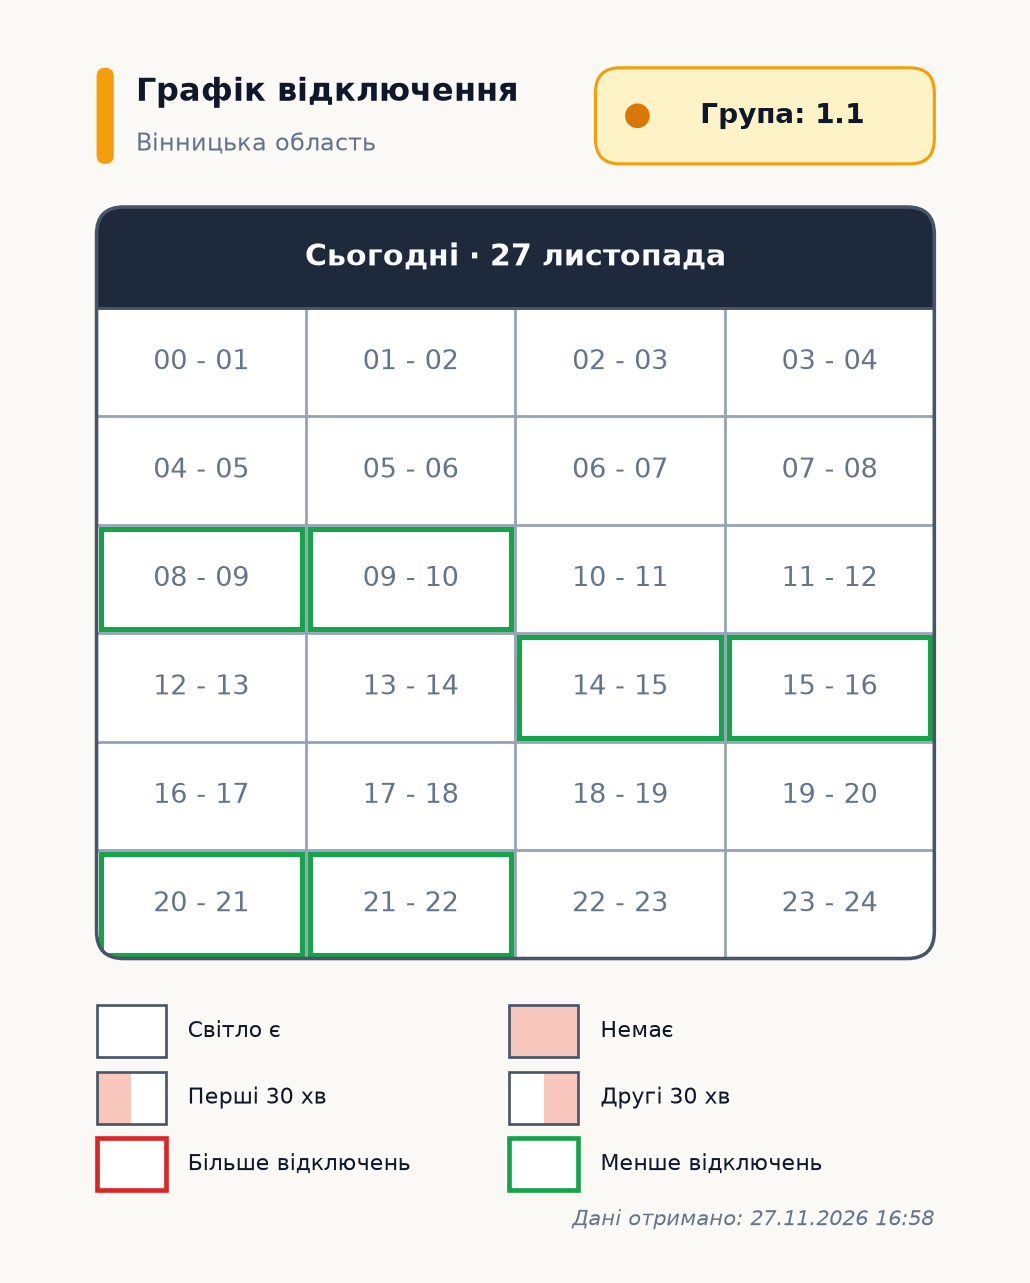 Графік відключення
Вінницька область
Група: 1.1
Сьогодні · 27 листопада
00 - 01 01 - 02 02 - 03 03 - 04
04 - 05 05 - 06 06 - 07 07 - 08
08 - 09 09 - 10 10 - 11 11 - 12
12 - 13 13 - 14 14 - 15 15 - 16
16 - 17 17 - 18 18 - 19 19 - 20
20 - 21 21 - 22 22 - 23 23 - 24
Світло є Немає
Перші 30 хв Другі 30 хв
Більше відключень Менше відключень
Дані отримано: 27.11.2026 16:58